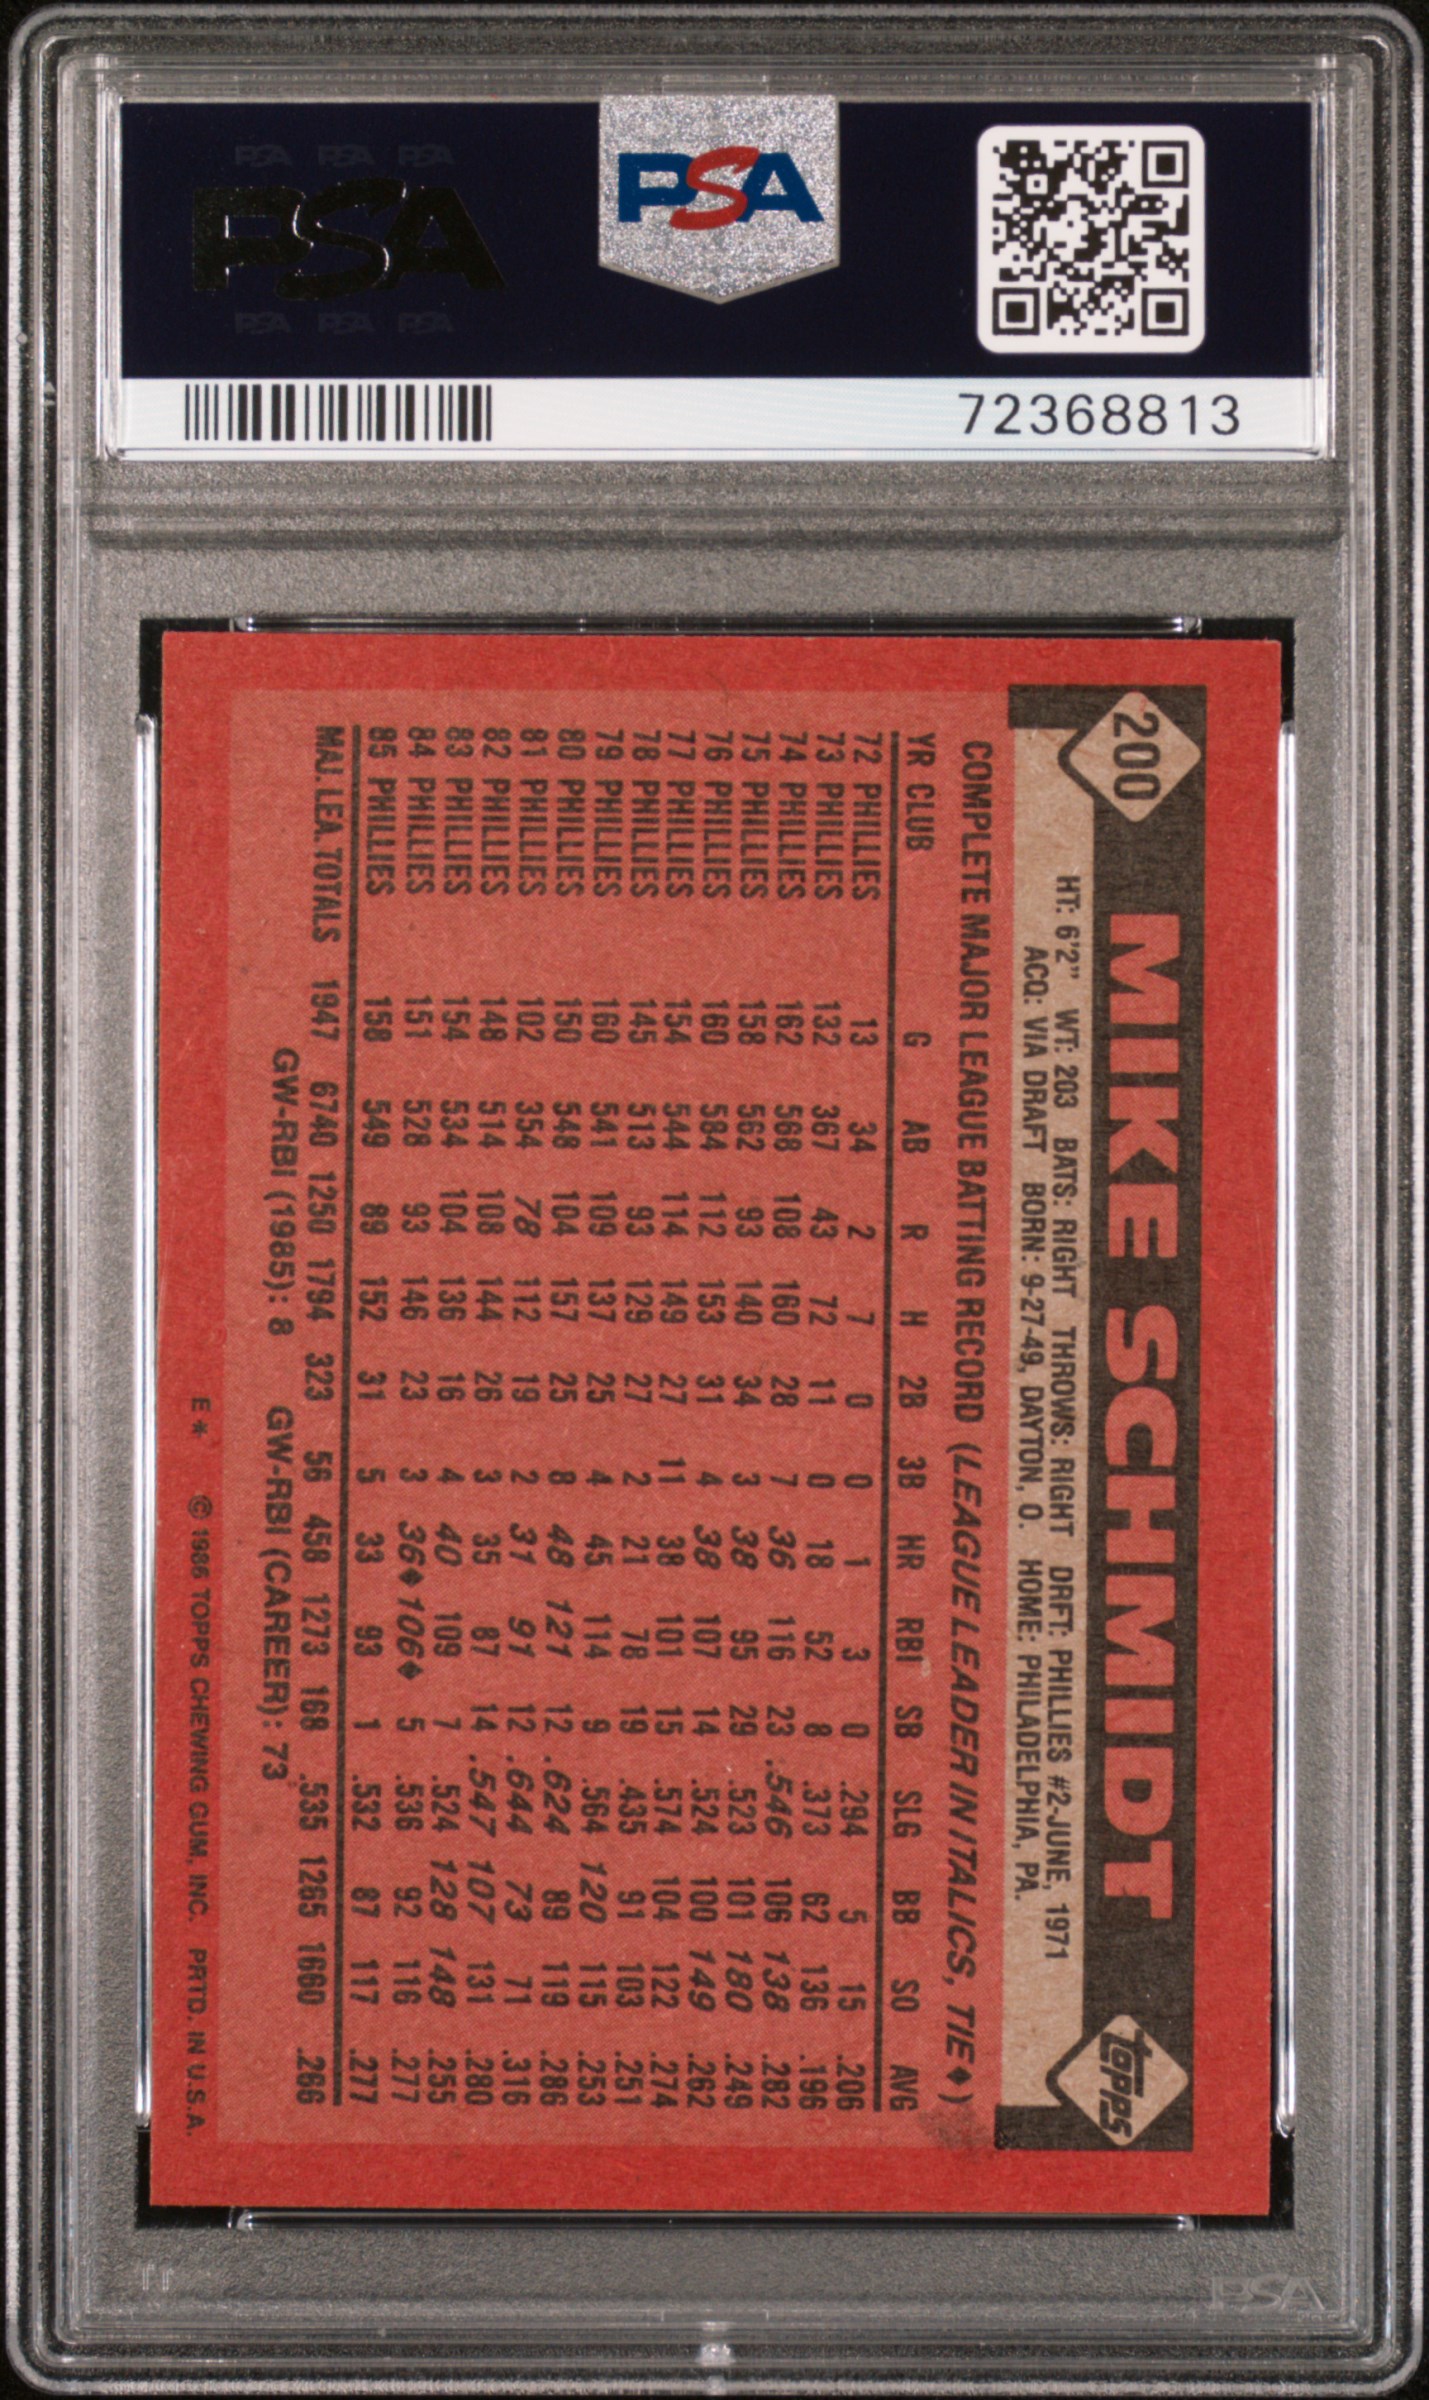 PSA PSA PSA
PSA
PSA PSA PSA
PSA
72368813
200 MIKE SCHMIDT Topps
HT: 6'2" WT: 203 BATS: RIGHT THROWS: RIGHT DRFT: PHILLIES #2-JUNE, 1971
ACQ: VIA DRAFT BORN: 9-27-49, DAYTON, O. HOME: PHILADELPHIA, PA.
COMPLETE MAJOR LEAGUE BATTING RECORD (LEAGUE LEADER IN ITALICS, TIE♦)
YR CLUB G AB R H 2B 3B HR RBI SB SLG BB SO AVG
72 PHILLIES 13 34 2 7 0 0 1 3 0 .294 5 15 .206
73 PHILLIES 132 367 43 72 11 0 18 52 8 .373 62 136 .196
74 PHILLIES 162 568 108 160 28 7 36 116 23 .546 106 138 .282
75 PHILLIES 158 562 93 140 34 3 38 95 29 .523 101 180 .249
76 PHILLIES 160 584 112 153 31 4 38 107 14 .524 100 149 .262
77 PHILLIES 154 544 114 149 27 11 38 101 15 .574 104 122 .274
78 PHILLIES 145 513 93 129 27 2 21 78 19 .435 91 103 .251
79 PHILLIES 160 541 109 137 25 4 45 114 9 .564 120 115 .253
80 PHILLIES 150 548 104 157 25 8 48 121 12 .624 89 119 .286
81 PHILLIES 102 354 78 112 19 2 31 91 12 .644 73 71 .316
82 PHILLIES 148 514 108 144 26 3 35 87 14 .547 107 131 .280
83 PHILLIES 154 534 104 136 16 4 40 109 7 .524 128 148 .255
84 PHILLIES 151 528 93 146 23 3 36♦ 106♦ 5 .536 92 116 .277
85 PHILLIES 158 549 89 152 31 5 33 93 1 .532 87 117 .277
MAJ. LEA. TOTALS 1947 6740 1250 1794 323 56 458 1273 168 .535 1265 1660 .266
GW-RBI (1985): 8 GW-RBI (CAREER): 73
E* © 1986 TOPPS CHEWING GUM, INC. PRTD. IN U.S.A.
PSA